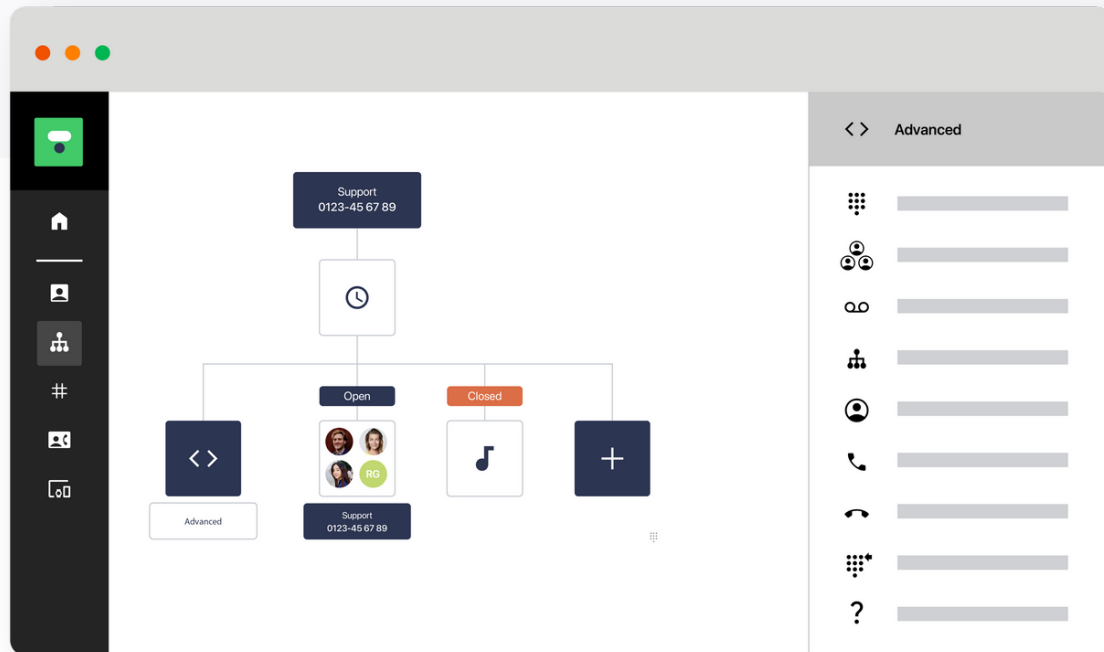 Advanced
Support
0123-45 67 89
Open
Closed
RG
Advanced
Support
0123-45 67 89